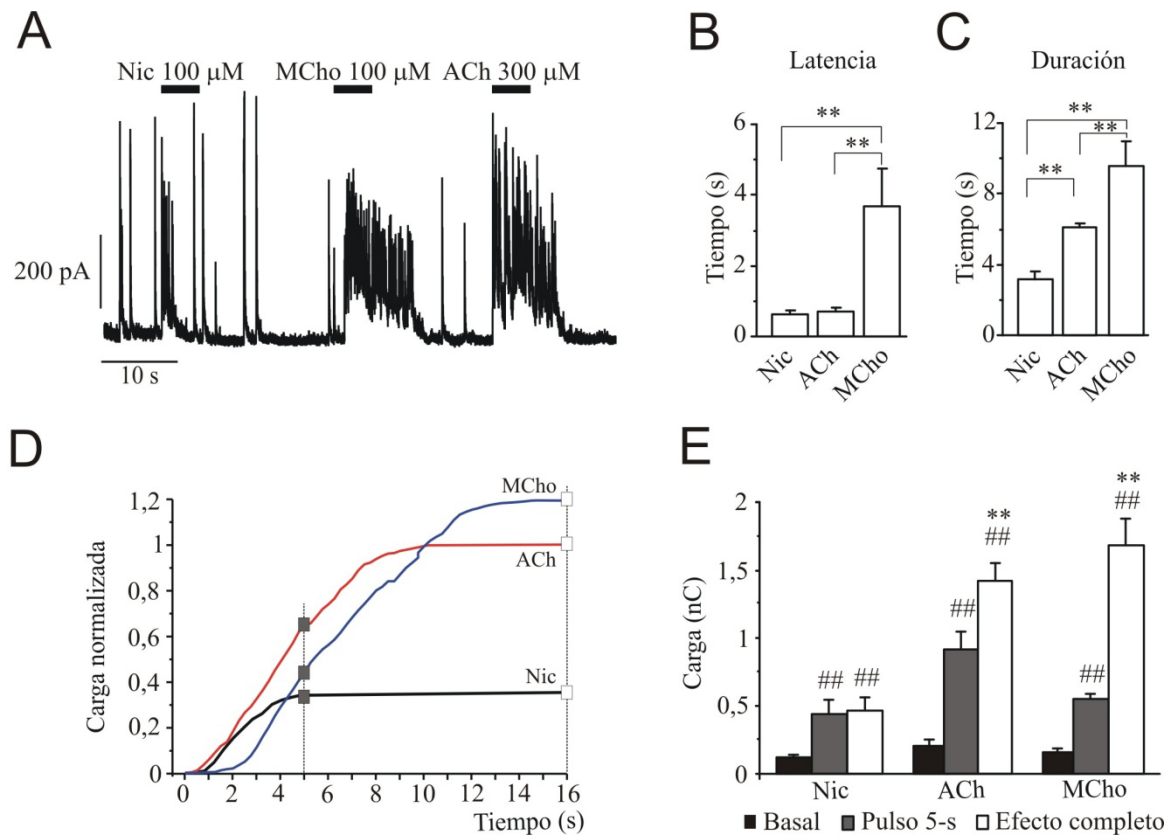 A
Nic 100 µM
MCho 100 µM
ACh 300 µM
200 pA
10 s
B
Latencia
Tiempo (s)
6
4
2
0
**
**
Nic
ACh
MCho
C
Duración
Tiempo (s)
12
8
4
0
**
**
**
Nic
ACh
MCho
D
Carga normalizada
1,2
1
0,8
0,6
0,4
0,2
0
MCho
ACh
Nic
0 2 4 6 8 10 12 14 16
Tiempo (s)
E
Carga (nC)
2
1,5
1
0,5
0
## ##
##
**
##
##
**
##
Nic ACh MCho
Basal Pulso 5-s Efecto completo